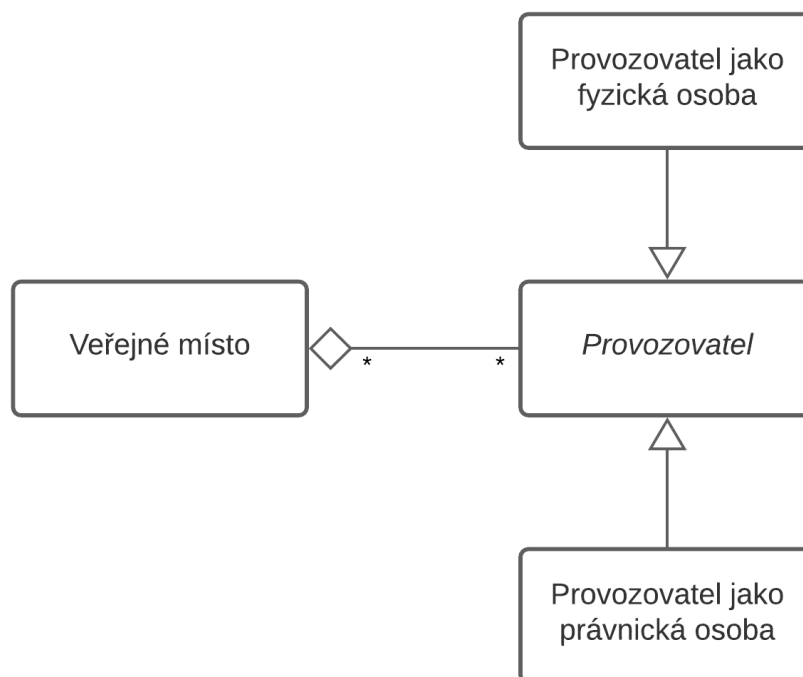 Provozovatel jako
fyzická osoba
Veřejné místo
*
*
Provozovatel
Provozovatel jako
právnická osoba